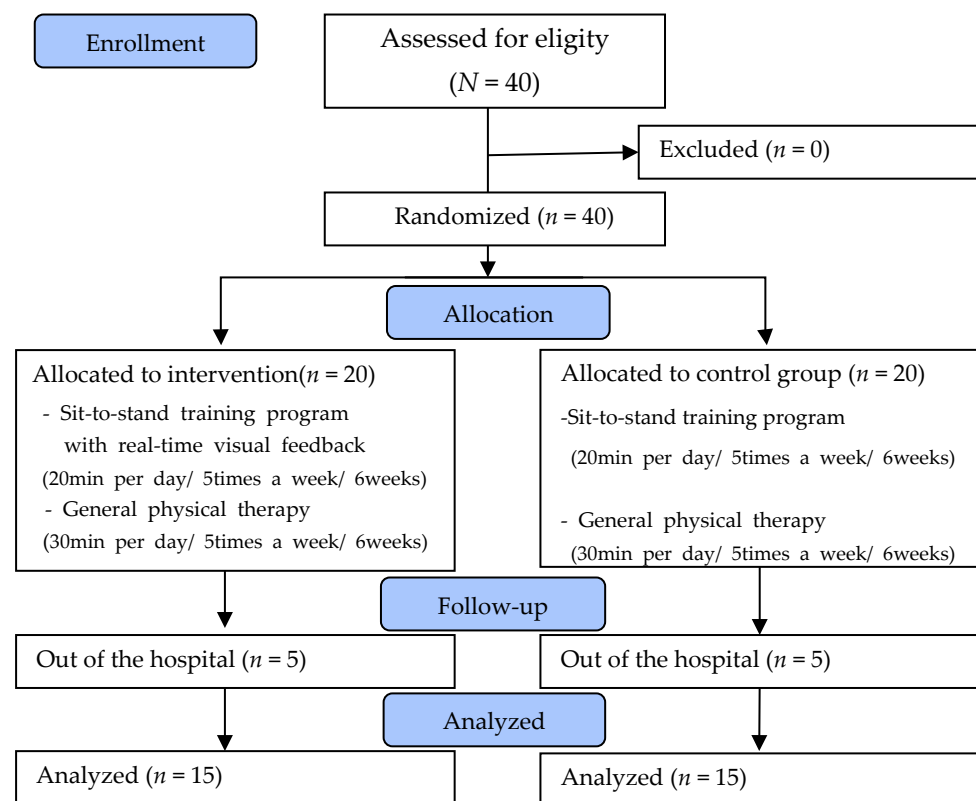 Enrollment
Assessed for eligity
(N = 40)
Excluded (n = 0)
Randomized (n = 40)
Allocation
Allocated to intervention(n = 20)
- Sit-to-stand training program
with real-time visual feedback
(20min per day/ 5times a week/ 6weeks)
- General physical therapy
(30min per day/ 5times a week/ 6weeks)
Allocated to control group (n = 20)
-Sit-to-stand training program
(20min per day/ 5times a week/ 6weeks)
- General physical therapy
(30min per day/ 5times a week/ 6weeks)
Follow-up
Out of the hospital (n = 5)
Out of the hospital (n = 5)
Analyzed
Analyzed (n = 15)
Analyzed (n = 15)